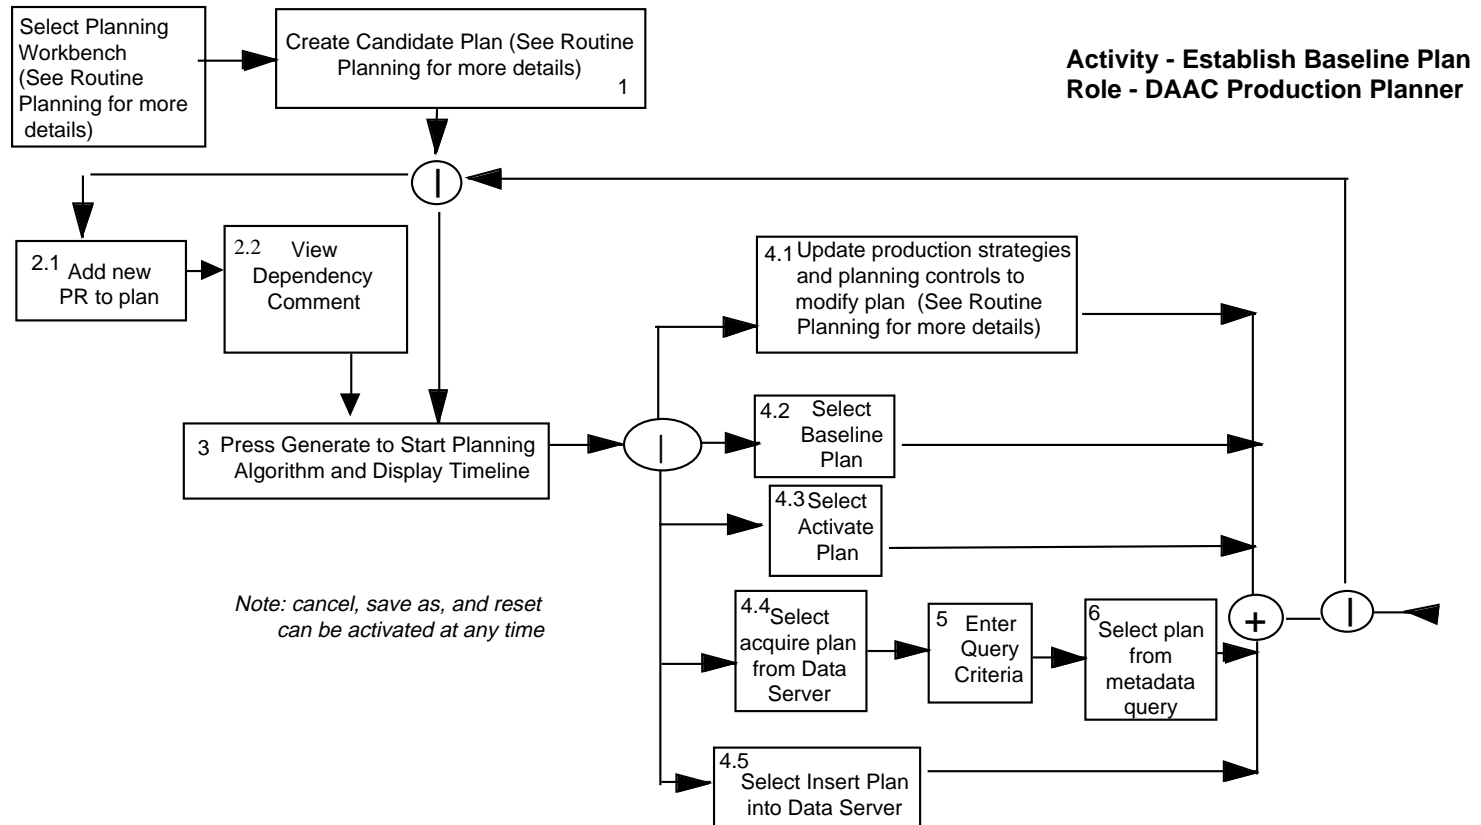 Select Planning
Workbench
(See Routine
Planning for more
details)
Create Candidate Plan (See Routine
Planning for more details)
1
Activity - Establish Baseline Plan
Role - DAAC Production Planner
|
2.1 Add new
PR to plan
2.2 View
Dependency
Comment
4.1 Update production strategies
and planning controls to
modify plan (See Routine
Planning for more details)
3 Press Generate to Start Planning
Algorithm and Display Timeline
|
4.2 Select
Baseline
Plan
4.3 Select
Activate
Plan
Note: cancel, save as, and reset
can be activated at any time
4.4 Select
acquire plan
from Data
Server
5 Enter
Query
Criteria
6 Select plan
from
metadata
query
+
|
4.5
Select Insert Plan
into Data Server